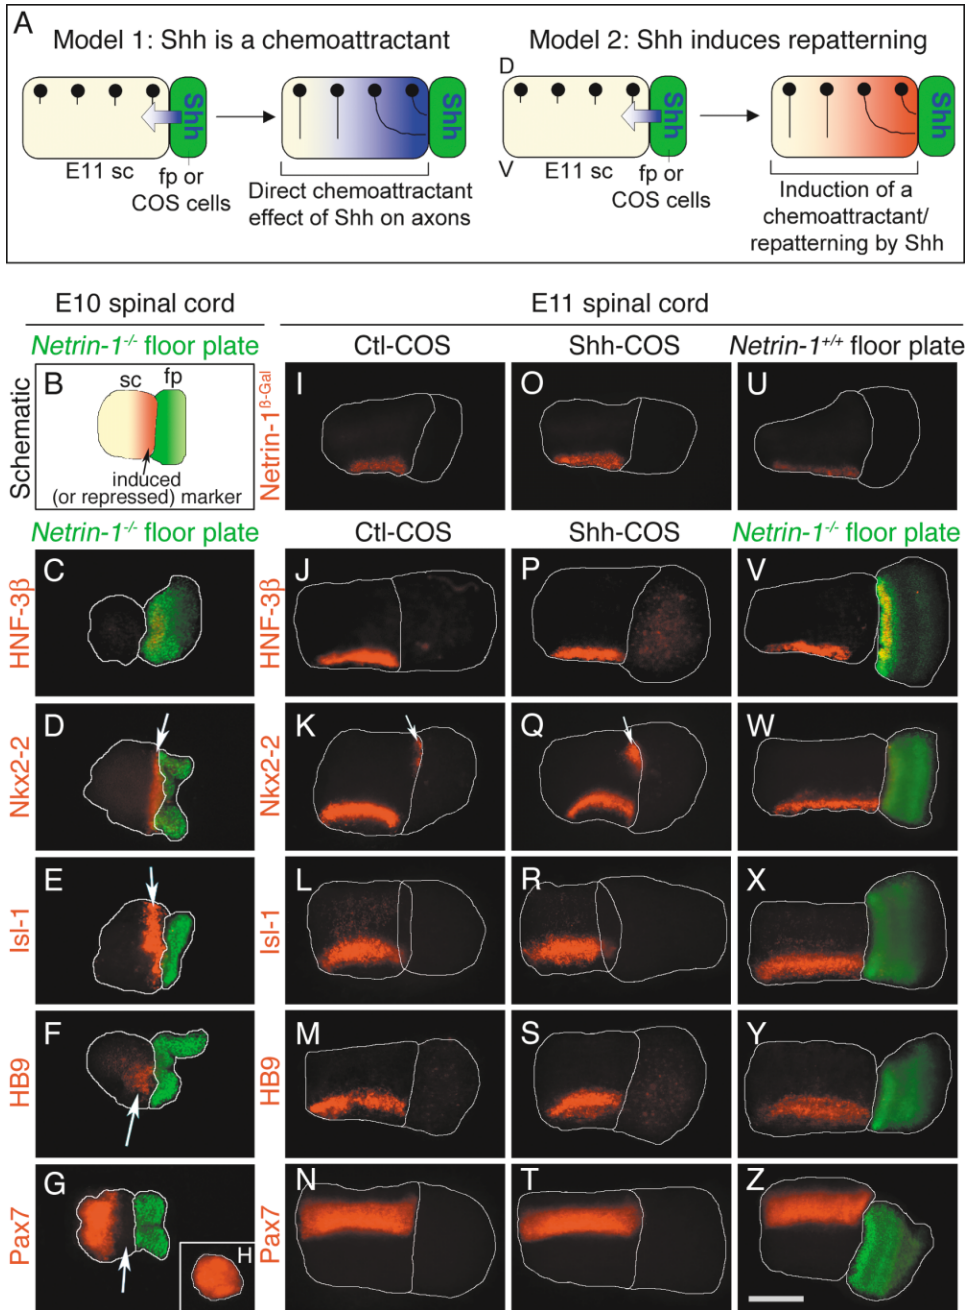 A
Model 1: Shh is a chemoattractant
Shh
E11 sc
fp or
COS cells
Shh
Direct chemoattractant
effect of Shh on axons
Model 2: Shh induces repatterning
D
V
Shh
E11 sc
fp or
COS cells
Shh
Induction of a
chemoattractant/
repatterning by Shh
E10 spinal cord
E11 spinal cord
Netrin-1-/- floor plate
Ctl-COS
Shh-COS
Netrin-1+/+ floor plate
Schematic
B
sc
fp
induced
(or repressed) marker
Netrin-1β-Gal
I
O
U
Netrin-1-/- floor plate
Ctl-COS
Shh-COS
Netrin-1-/- floor plate
HNF-3β
C
HNF-3β
J
P
V
Nkx2-2
D
Nkx2-2
K
Q
W
Isl-1
E
Isl-1
L
R
X
HB9
F
HB9
M
S
Y
Pax7
G
H
Pax7
N
T
Z